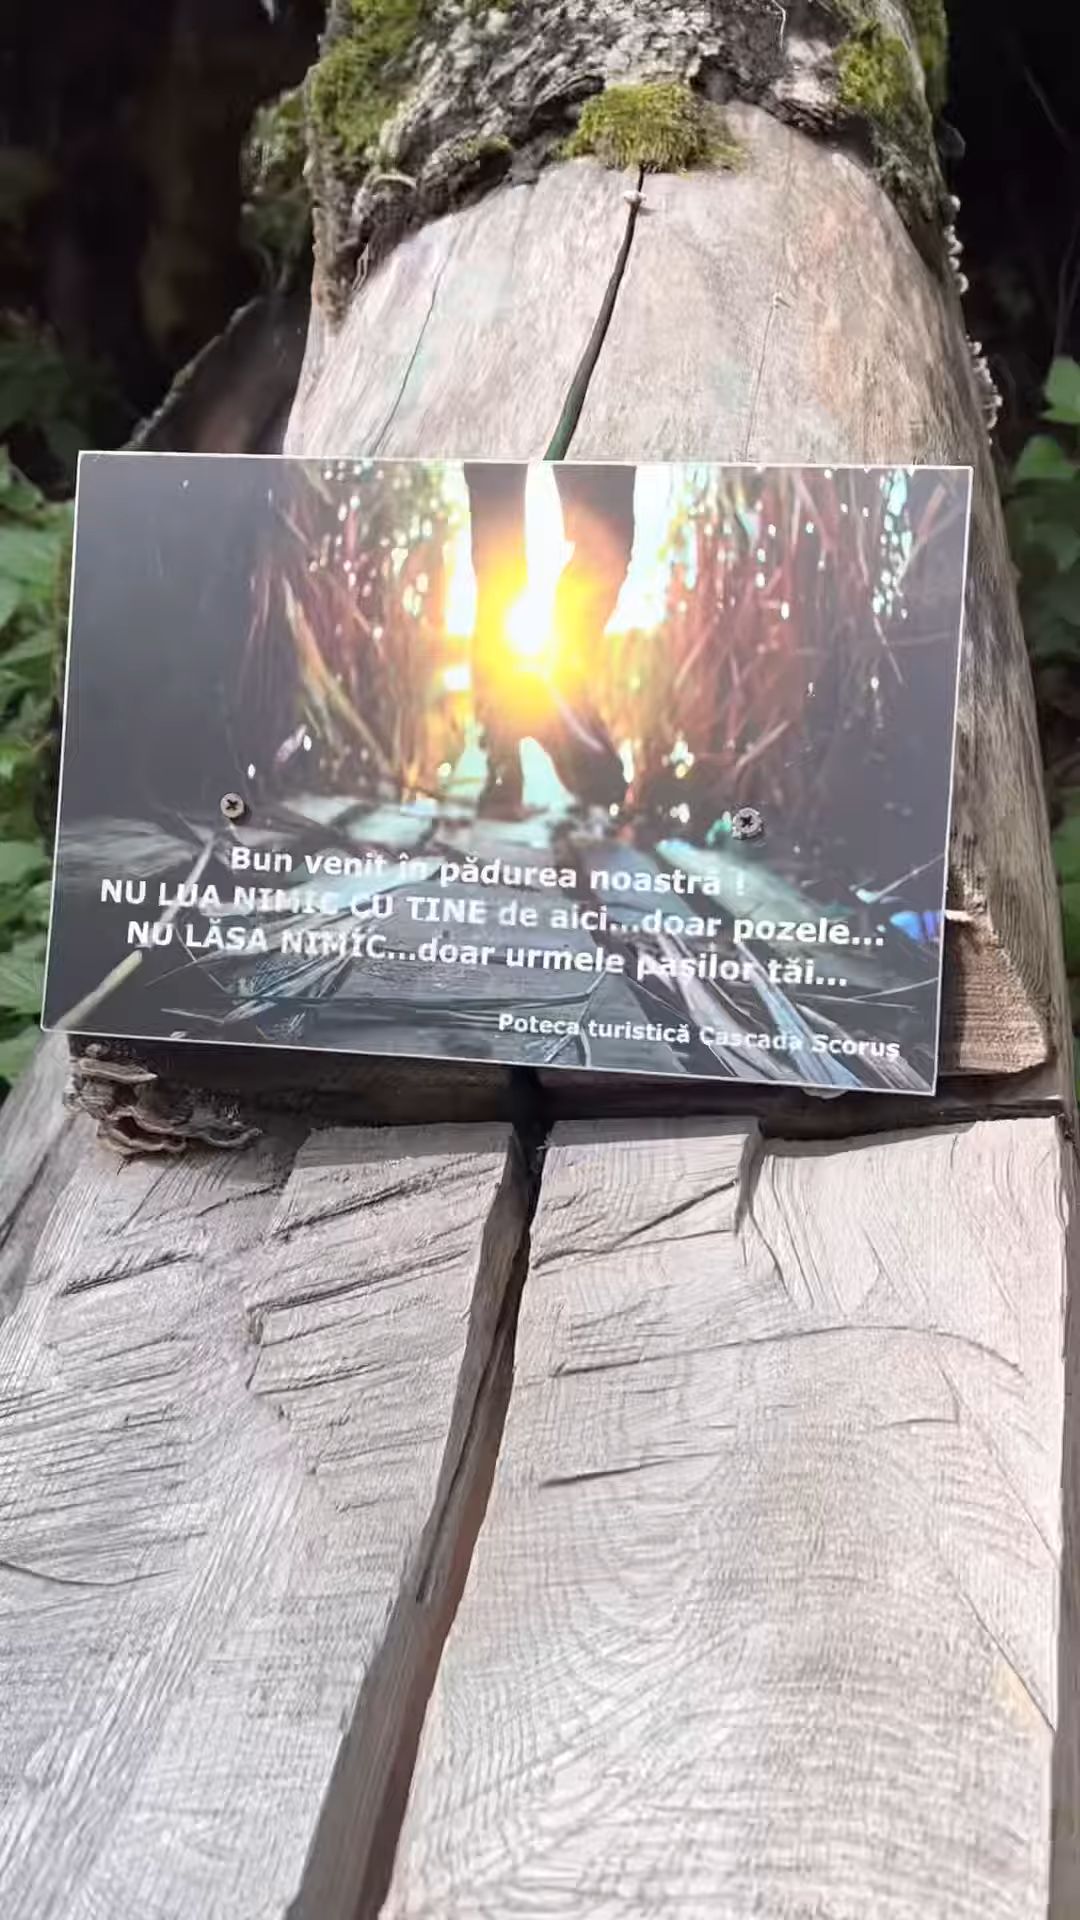 Bun venit în pădurea noastră !
NU LUA NIMIC CU TINE de aici...doar pozele...
NU LĂSA NIMIC...doar urmele pașilor tăi...
Poteca turistică Cascada Scoruș